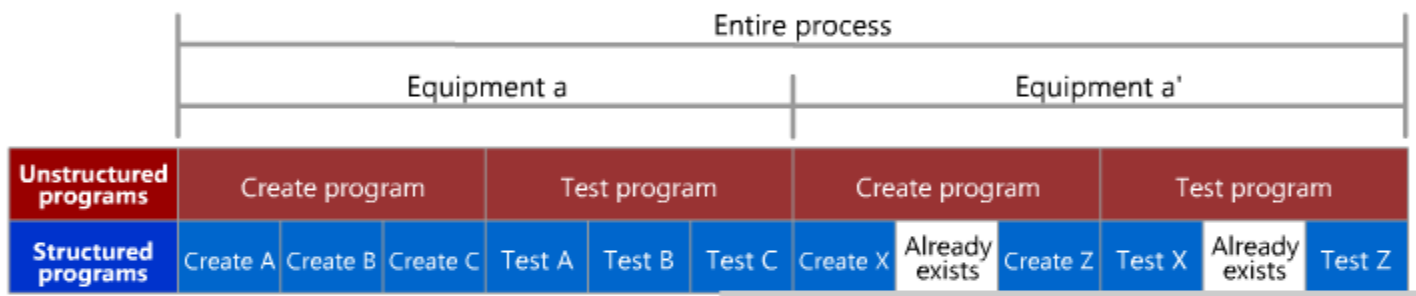 Entire process
Equipment a
Equipment a'
Unstructured
programs
Create program
Test program
Create program
Test program
Structured
programs
Create A
Create B
Create C
Test A
Test B
Test C
Create X
Already
exists
Create Z
Test X
Already
exists
Test Z